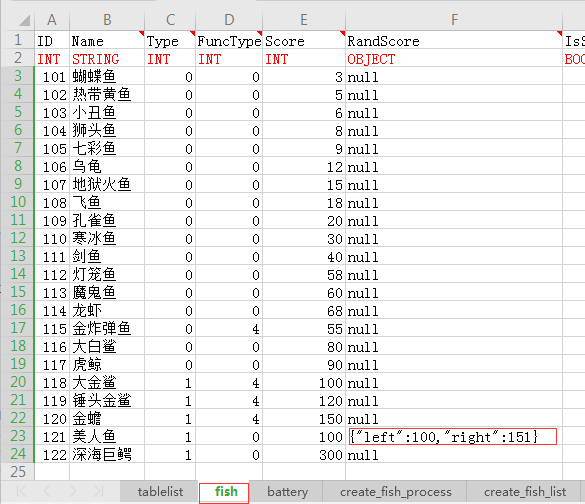 A B C D E F
1 ID Name Type FuncType Score RandScore IsS
2 INT STRING INT INT INT OBJECT BOO
3 101 蝴蝶鱼 0 0 3 null
4 102 热带黄鱼 0 0 5 null
5 103 小丑鱼 0 0 6 null
6 104 狮头鱼 0 0 8 null
7 105 七彩鱼 0 0 9 null
8 106 乌龟 0 0 12 null
9 107 地狱火鱼 0 0 15 null
10 108 飞鱼 0 0 18 null
11 109 孔雀鱼 0 0 20 null
12 110 寒冰鱼 0 0 30 null
13 111 剑鱼 0 0 40 null
14 112 灯笼鱼 0 0 58 null
15 113 魔鬼鱼 0 0 60 null
16 114 龙虾 0 0 68 null
17 115 金炸弹鱼 0 4 55 null
18 116 大白鲨 0 0 80 null
19 117 虎鲸 0 0 90 null
20 118 大金鲨 1 4 100 null
21 119 锤头金鲨 1 4 120 null
22 120 金蟾 1 4 150 null
23 121 美人鱼 1 0 100 {"left":100,"right":151}
24 122 深海巨鳄 1 0 300 null
25
tablelist fish battery create_fish_process create_fish_list